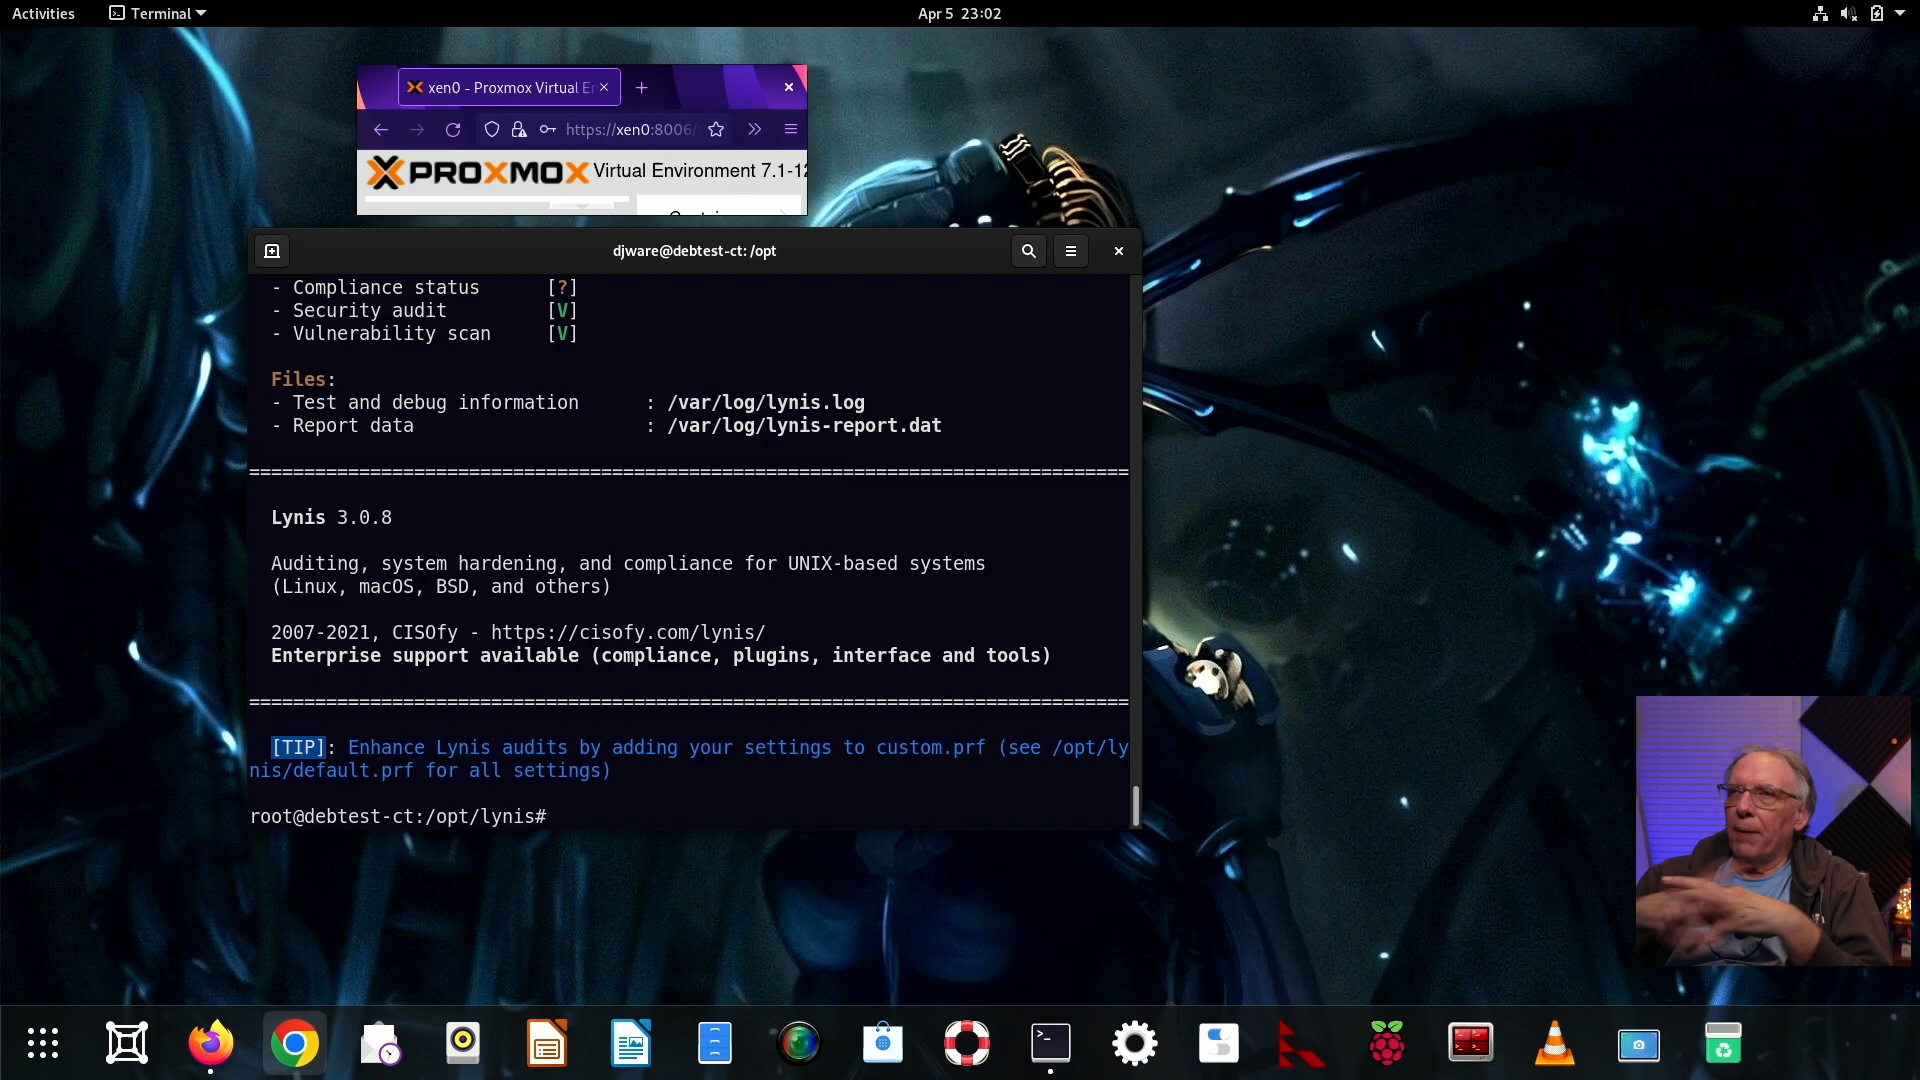 Activities
Terminal
Apr 5 23:02
xen0 - Proxmox Virtual E
https://xen0:8006/
PROXMOX Virtual Environment 7.1-12
djware@debtest-ct: /opt
- Compliance status [?]
- Security audit [V]
- Vulnerability scan [V]
Files:
- Test and debug information : /var/log/lynis.log
- Report data : /var/log/lynis-report.dat
================================================================================
Lynis 3.0.8
Auditing, system hardening, and compliance for UNIX-based systems
(Linux, macOS, BSD, and others)
2007-2021, CISOfy - https://cisofy.com/lynis/
Enterprise support available (compliance, plugins, interface and tools)
================================================================================
[TIP]: Enhance Lynis audits by adding your settings to custom.prf (see /opt/ly
nis/default.prf for all settings)
root@debtest-ct:/opt/lynis#